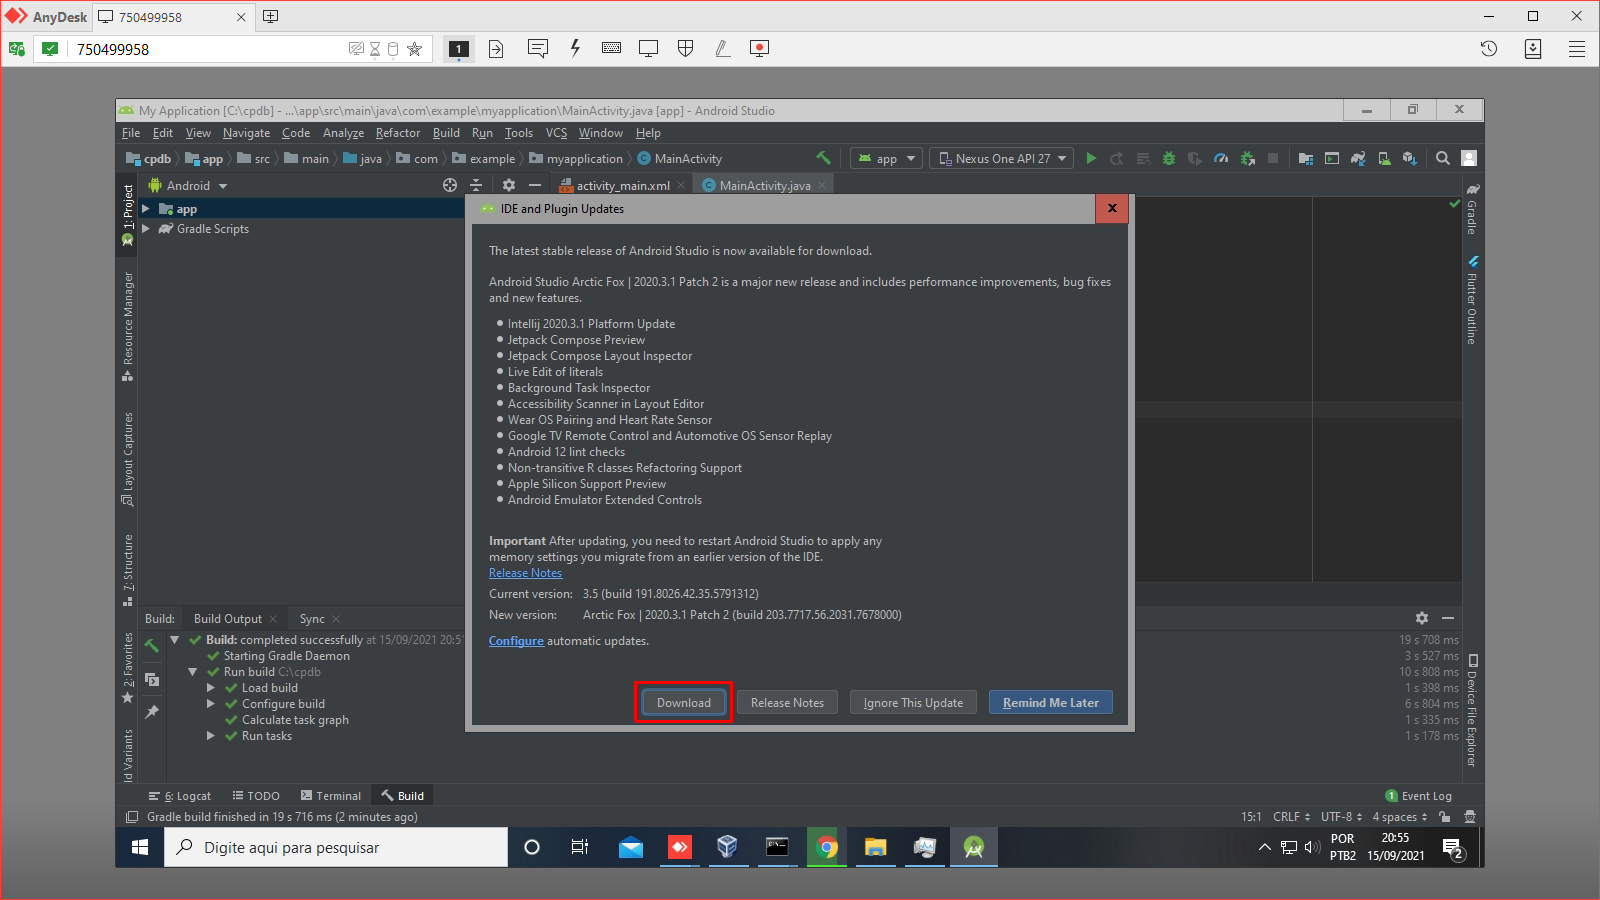 AnyDesk
750499958
750499958
1
My Application [C:\cpdb] - ...\app\src\main\java\com\example\myapplication\MainActivity.java [app] - Android Studio
File Edit View Navigate Code Analyze Refactor Build Run Tools VCS Window Help
cpdb app src main java com example myapplication MainActivity
app
Nexus One API 27
Android
activity_main.xml
MainActivity.java
1: Project
Resource Manager
Layout Captures
7: Structure
2: Favorites
ld Variants
app
Gradle Scripts
Gradle
Flutter Outline
Device File Explorer
IDE and Plugin Updates
The latest stable release of Android Studio is now available for download.
Android Studio Arctic Fox | 2020.3.1 Patch 2 is a major new release and includes performance improvements, bug fixes
and new features.
Intellij 2020.3.1 Platform Update
Jetpack Compose Preview
Jetpack Compose Layout Inspector
Live Edit of literals
Background Task Inspector
Accessibility Scanner in Layout Editor
Wear OS Pairing and Heart Rate Sensor
Google TV Remote Control and Automotive OS Sensor Replay
Android 12 lint checks
Non-transitive R classes Refactoring Support
Apple Silicon Support Preview
Android Emulator Extended Controls
Important After updating, you need to restart Android Studio to apply any
memory settings you migrate from an earlier version of the IDE.
Release Notes
Current version: 3.5 (build 191.8026.42.35.5791312)
New version: Arctic Fox | 2020.3.1 Patch 2 (build 203.7717.56.2031.7678000)
Configure automatic updates.
Download
Release Notes
Ignore This Update
Remind Me Later
Build: Build Output Sync
Build: completed successfully at 15/09/2021 20:51
19 s 708 ms
Starting Gradle Daemon
3 s 527 ms
Run build C:\cpdb
10 s 808 ms
Load build
1 s 398 ms
Configure build
6 s 804 ms
Calculate task graph
1 s 335 ms
Run tasks
1 s 178 ms
6: Logcat TODO Terminal Build
1 Event Log
Gradle build finished in 19 s 716 ms (2 minutes ago)
15:1 CRLF UTF-8 4 spaces
Digite aqui para pesquisar
POR
PTB2
20:55
15/09/2021
2